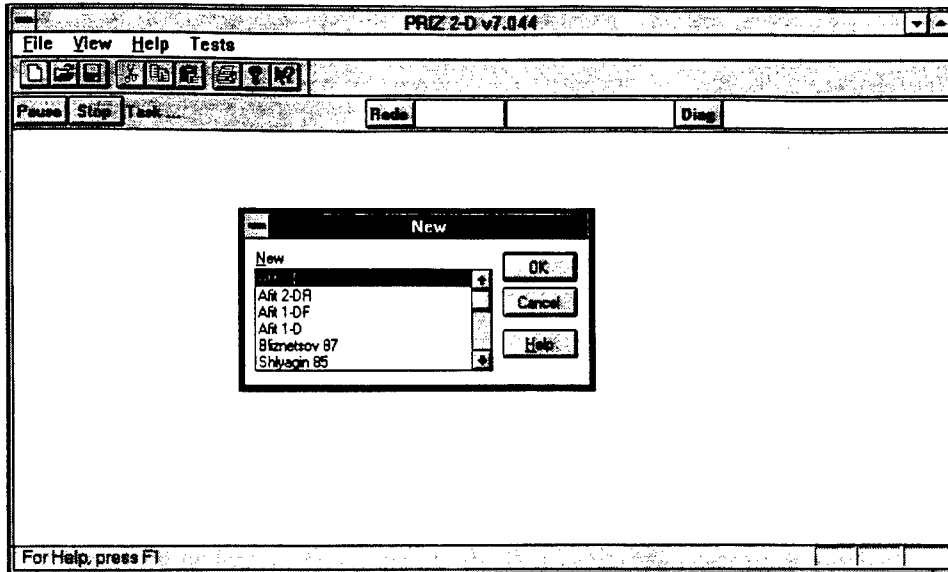 PRIZ 2-D v7.044
File View Help Tests
Pause Stop Task ... Redo Diag
New
New
Afit 2-DA
Afit 1-DF
Afit 1-D
Bliznetsov 87
Shlyagin 85
OK
Cancel
Help
For Help, press F1